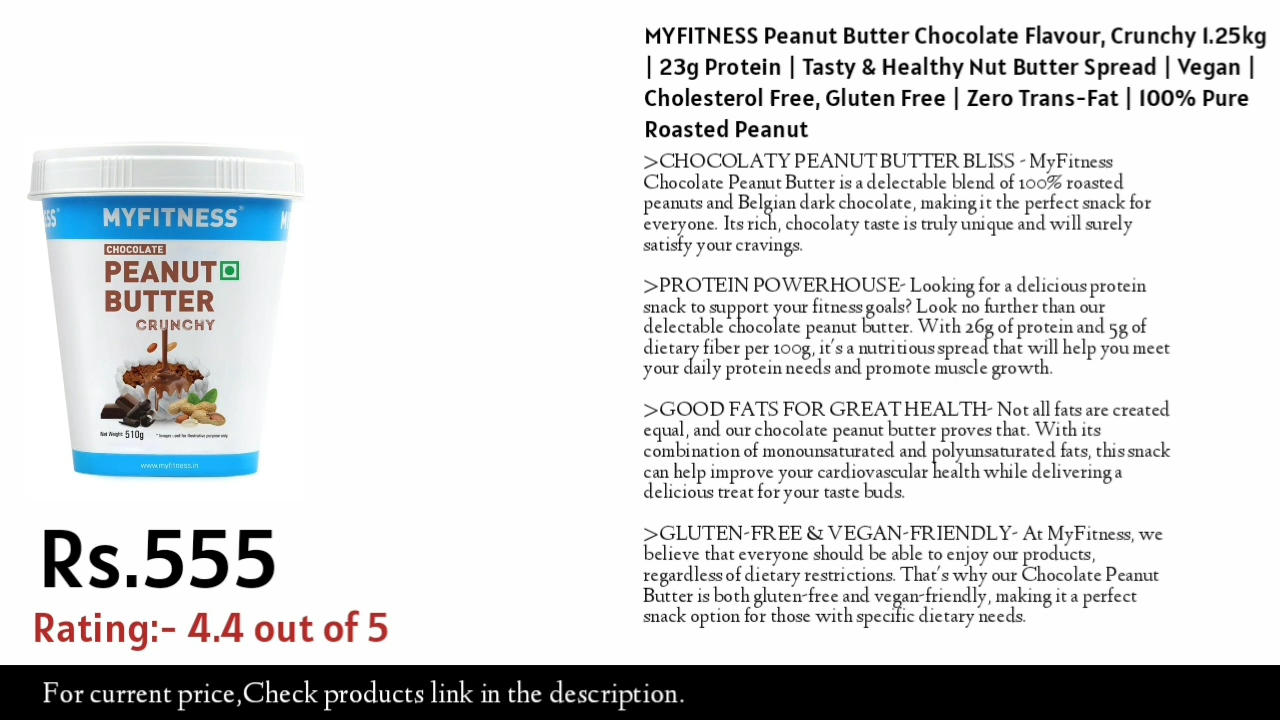 MYFITNESS Peanut Butter Chocolate Flavour, Crunchy 1.25kg
| 23g Protein | Tasty & Healthy Nut Butter Spread | Vegan |
Cholesterol Free, Gluten Free | Zero Trans-Fat | 100% Pure
Roasted Peanut
>CHOCOLATY PEANUT BUTTER BLISS - MyFitness
Chocolate Peanut Butter is a delectable blend of 100% roasted
peanuts and Belgian dark chocolate, making it the perfect snack for
everyone. Its rich, chocolaty taste is truly unique and will surely
satisfy your cravings.
>PROTEIN POWERHOUSE- Looking for a delicious protein
snack to support your fitness goals? Look no further than our
delectable chocolate peanut butter. With 26g of protein and 5g of
dietary fiber per 100g, it's a nutritious spread that will help you meet
your daily protein needs and promote muscle growth.
>GOOD FATS FOR GREAT HEALTH- Not all fats are created
equal, and our chocolate peanut butter proves that. With its
combination of monounsaturated and polyunsaturated fats, this snack
can help improve your cardiovascular health while delivering a
delicious treat for your taste buds.
>GLUTEN-FREE & VEGAN-FRIENDLY- At MyFitness, we
believe that everyone should be able to enjoy our products,
regardless of dietary restrictions. That's why our Chocolate Peanut
Butter is both gluten-free and vegan-friendly, making it a perfect
snack option for those with specific dietary needs.
SS® MYFITNESS® M
CHOCOLATE
PEANUT
BUTTER
CRUNCHY
Net Weight: 510g * Images used for illustrative purpose only
www.myfitness.in
Rs.555
Rating:- 4.4 out of 5
For current price,Check products link in the description.